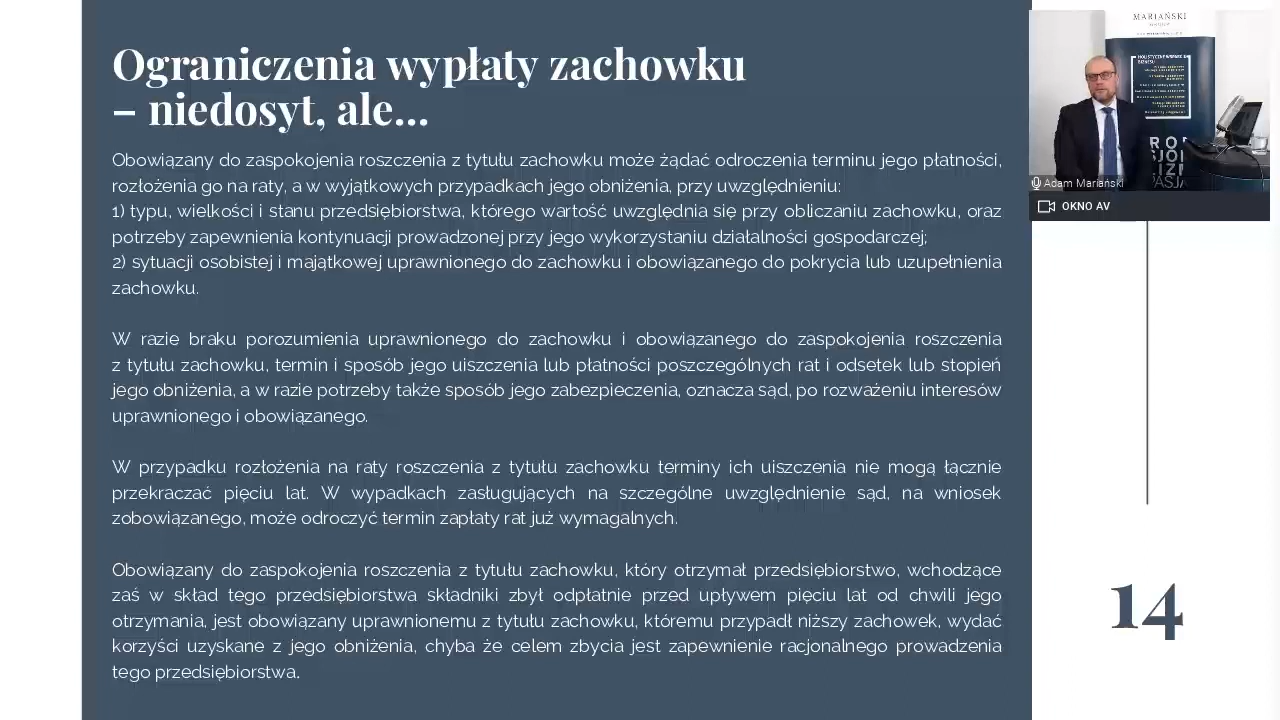 Ograniczenia wypłaty zachowku
– niedosyt, ale...
Obowiązany do zaspokojenia roszczenia z tytułu zachowku może żądać odroczenia terminu jego płatności,
rozłożenia go na raty, a w wyjątkowych przypadkach jego obniżenia, przy uwzględnieniu:
1) typu, wielkości i stanu przedsiębiorstwa, którego wartość uwzględnia się przy obliczaniu zachowku, oraz
potrzeby zapewnienia kontynuacji prowadzonej przy jego wykorzystaniu działalności gospodarczej;
2) sytuacji osobistej i majątkowej uprawnionego do zachowku i obowiązanego do pokrycia lub uzupełnienia
zachowku.
W razie braku porozumienia uprawnionego do zachowku i obowiązanego do zaspokojenia roszczenia
z tytułu zachowku, termin i sposób jego uiszczenia lub płatności poszczególnych rat i odsetek lub stopień
jego obniżenia, a w razie potrzeby także sposób jego zabezpieczenia, oznacza sąd, po rozważeniu interesów
uprawnionego i obowiązanego.
W przypadku rozłożenia na raty roszczenia z tytułu zachowku terminy ich uiszczenia nie mogą łącznie
przekraczać pięciu lat. W wypadkach zasługujących na szczególne uwzględnienie sąd, na wniosek
zobowiązanego, może odroczyć termin zapłaty rat już wymagalnych.
Obowiązany do zaspokojenia roszczenia z tytułu zachowku, który otrzymał przedsiębiorstwo, wchodzące
zaś w skład tego przedsiębiorstwa składniki zbył odpłatnie przed upływem pięciu lat od chwili jego
otrzymania, jest obowiązany uprawnionemu z tytułu zachowku, któremu przypadł niższy zachowek, wydać
korzyści uzyskane z jego obniżenia, chyba że celem zbycia jest zapewnienie racjonalnego prowadzenia
tego przedsiębiorstwa.
MARIAŃSKI
Adam Mariański
OKNO AV
14